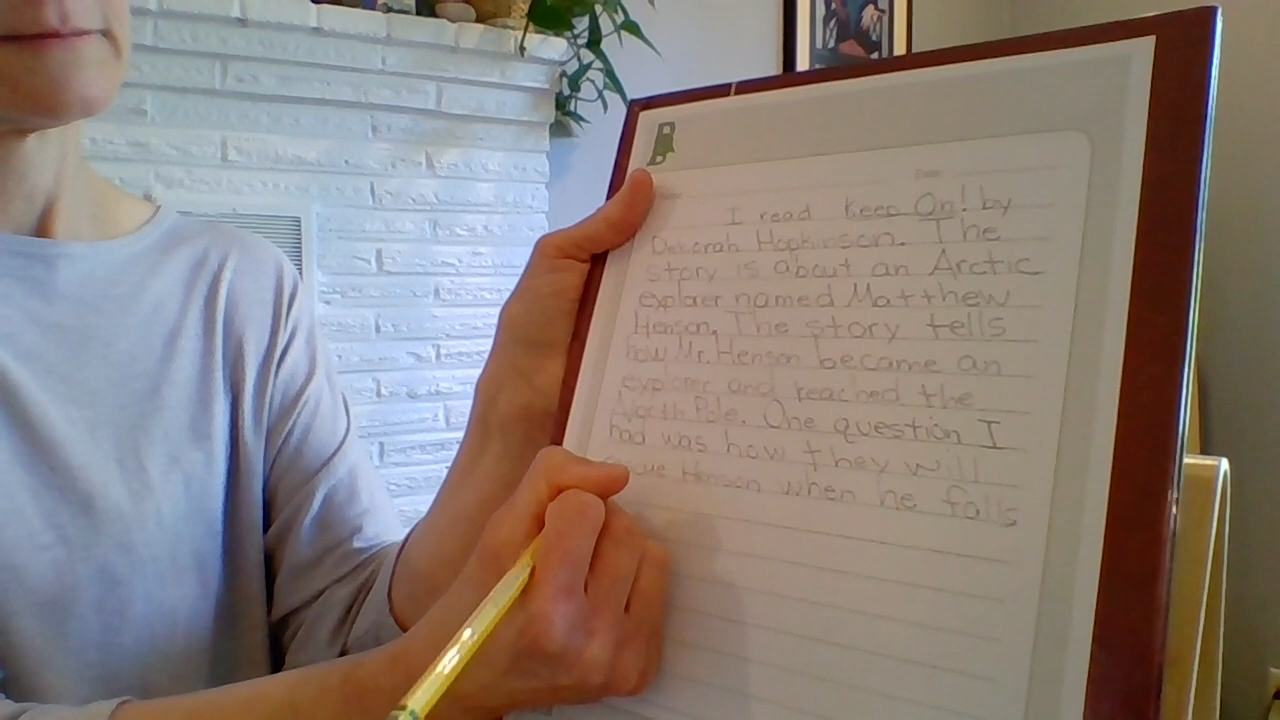 Date:
I read Keep On! by
Deborah Hopkinson. The
story is about an Arctic
explorer named Matthew
Henson. The story tells
how Mr. Henson became an
explorer and reached the
North Pole. One question I
had was how they will
rescue Henson when he falls